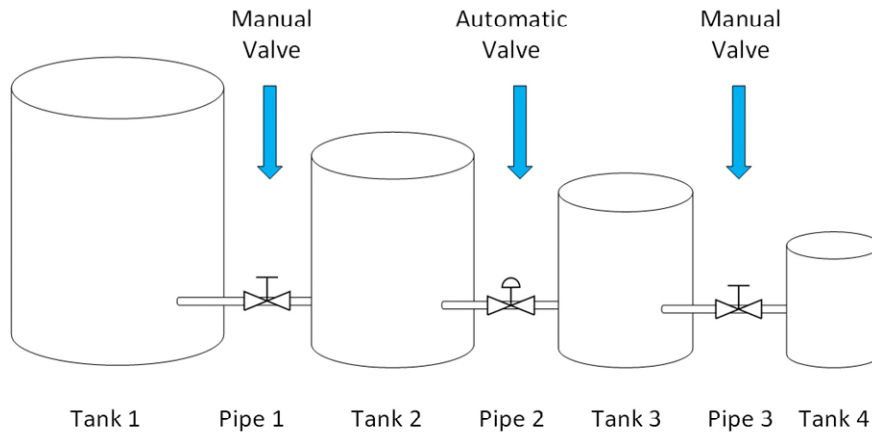 Manual
Valve
Automatic
Valve
Manual
Valve
Tank 1
Pipe 1
Tank 2
Pipe 2
Tank 3
Pipe 3
Tank 4